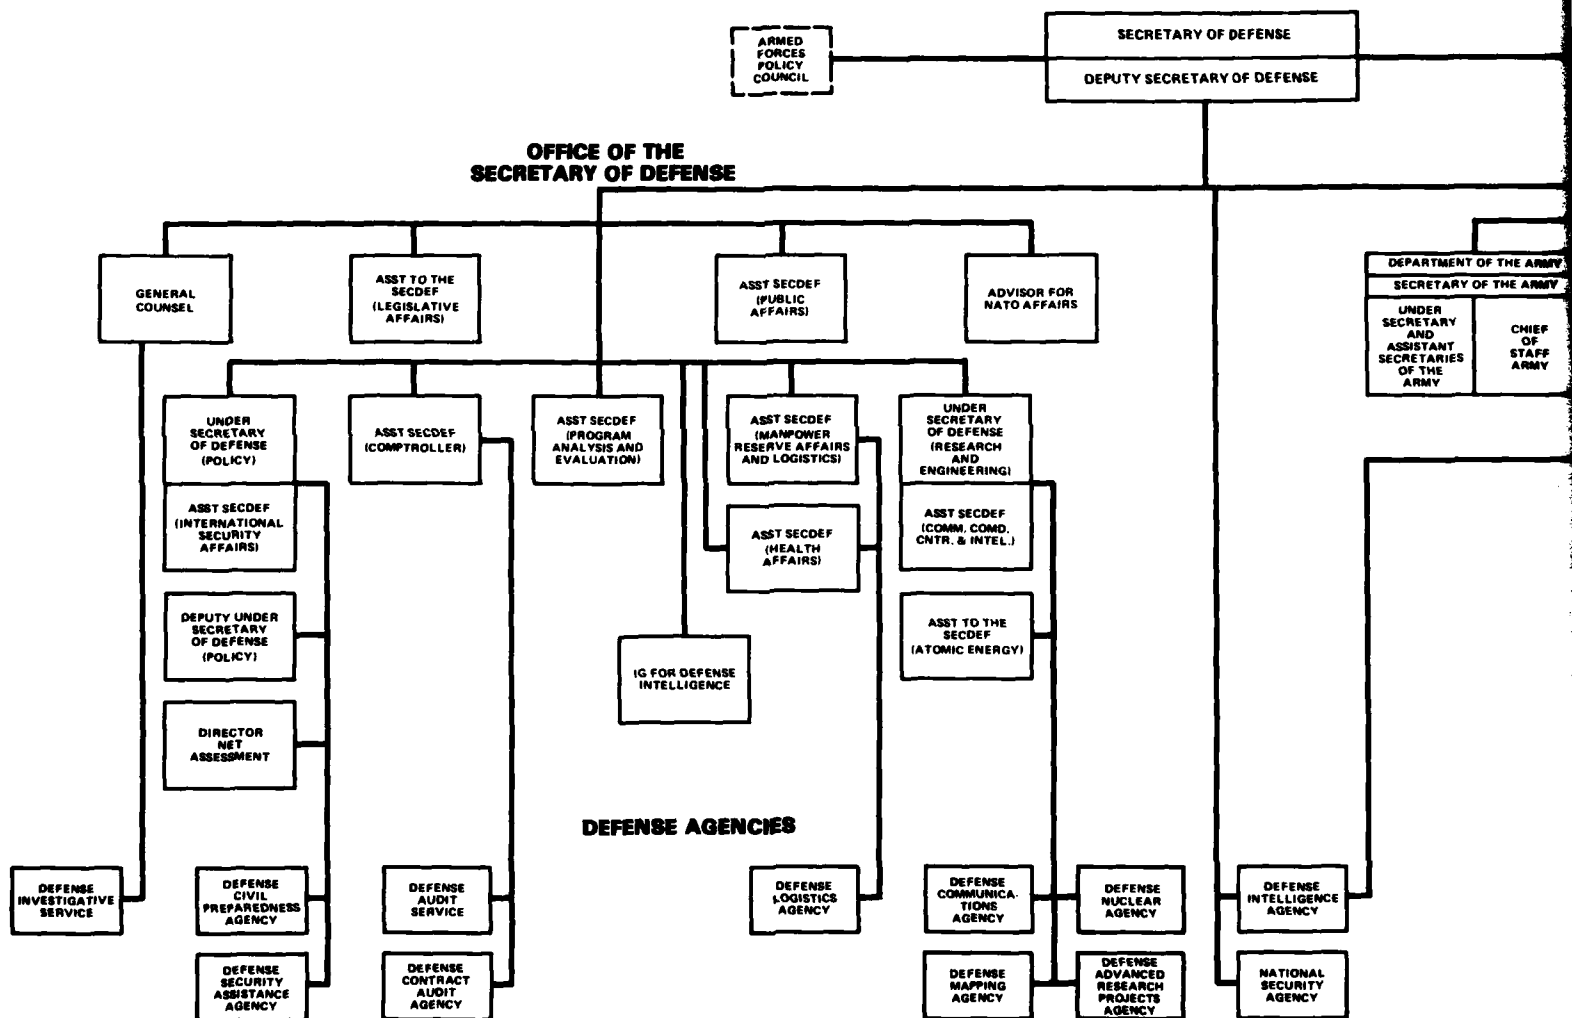 ARMED
FORCES
POLICY
COUNCIL
SECRETARY OF DEFENSE
DEPUTY SECRETARY OF DEFENSE
OFFICE OF THE
SECRETARY OF DEFENSE
GENERAL
COUNSEL
ASST TO THE
SECDEF
(LEGISLATIVE
AFFAIRS)
ASST SECDEF
(PUBLIC
AFFAIRS)
ADVISOR FOR
NATO AFFAIRS
DEPARTMENT OF THE ARMY
SECRETARY OF THE ARMY
UNDER
SECRETARY
AND
ASSISTANT
SECRETARIES
OF THE
ARMY
CHIEF
OF
STAFF
ARMY
UNDER
SECRETARY
OF DEFENSE
(POLICY)
ASST SECDEF
(COMPTROLLER)
ASST SECDEF
(PROGRAM
ANALYSIS AND
EVALUATION)
ASST SECDEF
(MANPOWER
RESERVE AFFAIRS
AND LOGISTICS)
UNDER
SECRETARY
OF DEFENSE
(RESEARCH
AND
ENGINEERING)
ASST SECDEF
(INTERNATIONAL
SECURITY
AFFAIRS)
ASST SECDEF
(HEALTH
AFFAIRS)
ASST SECDEF
(COMM, COMD,
CNTR. & INTEL.)
DEPUTY UNDER
SECRETARY
OF DEFENSE
(POLICY)
IG FOR DEFENSE
INTELLIGENCE
ASST TO THE
SECDEF
(ATOMIC ENERGY)
DIRECTOR
NET
ASSESSMENT
DEFENSE AGENCIES
DEFENSE
INVESTIGATIVE
SERVICE
DEFENSE
CIVIL
PREPAREDNESS
AGENCY
DEFENSE
AUDIT
SERVICE
DEFENSE
LOGISTICS
AGENCY
DEFENSE
COMMUNICA-
TIONS
AGENCY
DEFENSE
NUCLEAR
AGENCY
DEFENSE
INTELLIGENCE
AGENCY
DEFENSE
SECURITY
ASSISTANCE
AGENCY
DEFENSE
CONTRACT
AUDIT
AGENCY
DEFENSE
MAPPING
AGENCY
DEFENSE
ADVANCED
RESEARCH
PROJECTS
AGENCY
NATIONAL
SECURITY
AGENCY